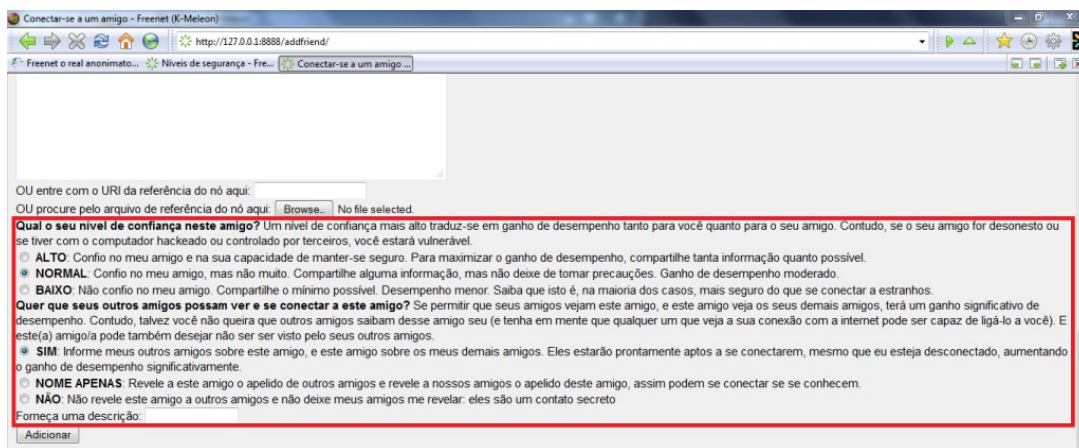 Conectar-se a um amigo - Freenet (K-Meleon)
http://127.0.0.1:8888/addfriend/
Freenet o real anonimato... Níveis de segurança - Fre... Conectar-se a um amigo ...
OU entre com o URI da referência do nó aqui:
OU procure pelo arquivo de referência do nó aqui: Browse.. No file selected.
Qual o seu nível de confiança neste amigo? Um nível de confiança mais alto traduz-se em ganho de desempenho tanto para você quanto para o seu amigo. Contudo, se o seu amigo for desonesto ou
se tiver com o computador hackeado ou controlado por terceiros, você estará vulnerável.
ALTO: Confio no meu amigo e na sua capacidade de manter-se seguro. Para maximizar o ganho de desempenho, compartilhe tanta informação quanto possível.
NORMAL: Confio no meu amigo, mas não muito. Compartilhe alguma informação, mas não deixe de tomar precauções. Ganho de desempenho moderado.
BAIXO: Não confio no meu amigo. Compartilhe o mínimo possível. Desempenho menor. Saiba que isto é, na maioria dos casos, mais seguro do que se conectar a estranhos.
Quer que seus outros amigos possam ver e se conectar a este amigo? Se permitir que seus amigos vejam este amigo, e este amigo veja os seus demais amigos, terá um ganho significativo de
desempenho. Contudo, talvez você não queira que outros amigos saibam desse amigo seu (e tenha em mente que qualquer um que veja a sua conexão com a internet pode ser capaz de ligá-lo a você). E
este(a) amigo/a pode também desejar não ser ser visto pelo seus outros amigos.
SIM: Informe meus outros amigos sobre este amigo, e este amigo sobre os meus demais amigos. Eles estarão prontamente aptos a se conectarem, mesmo que eu esteja desconectado, aumentando
o ganho de desempenho significativamente.
NOME APENAS: Revele a este amigo o apelido de outros amigos e revele a nossos amigos o apelido deste amigo, assim podem se conectar se se conhecem.
NÃO: Não revele este amigo a outros amigos e não deixe meus amigos me revelar: eles são um contato secreto
Forneça uma descrição:
Adicionar